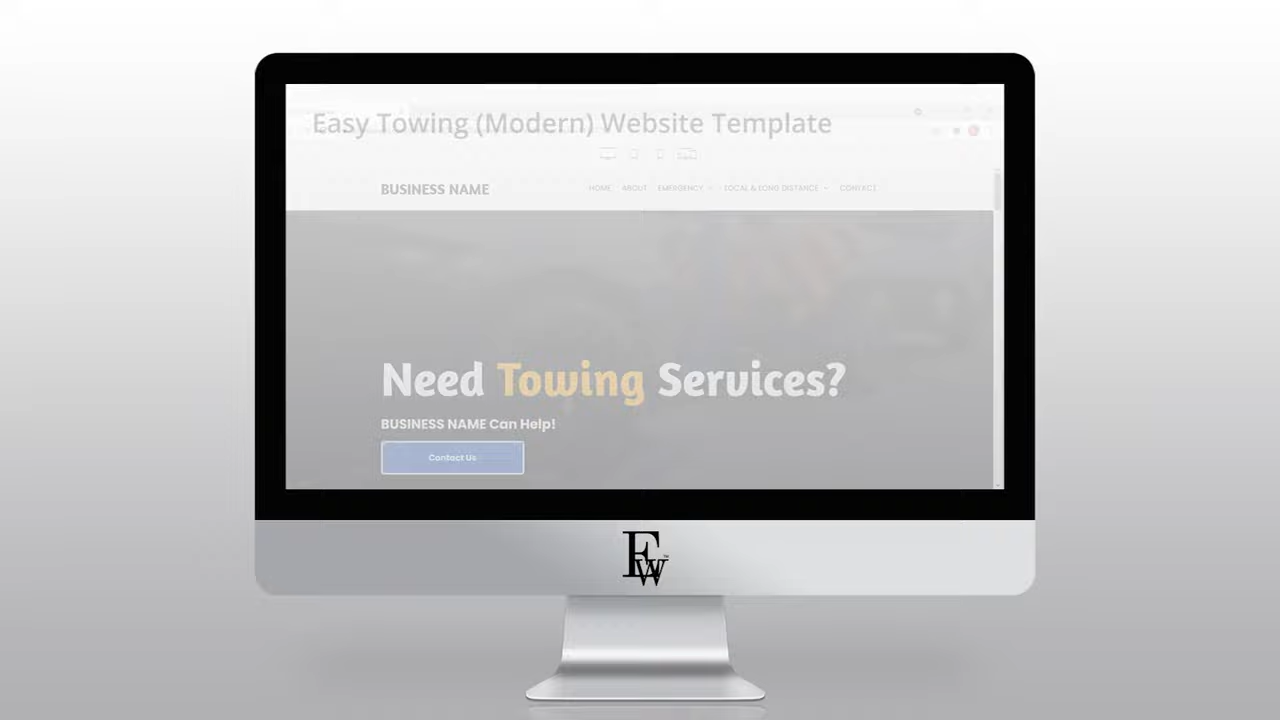 Easy Towing (Modern) Website Template
BUSINESS NAME HOME ABOUT EMERGENCY LOCAL & LONG DISTANCE CONTACT
Need Towing Services?
BUSINESS NAME Can Help!
Contact Us
EW™